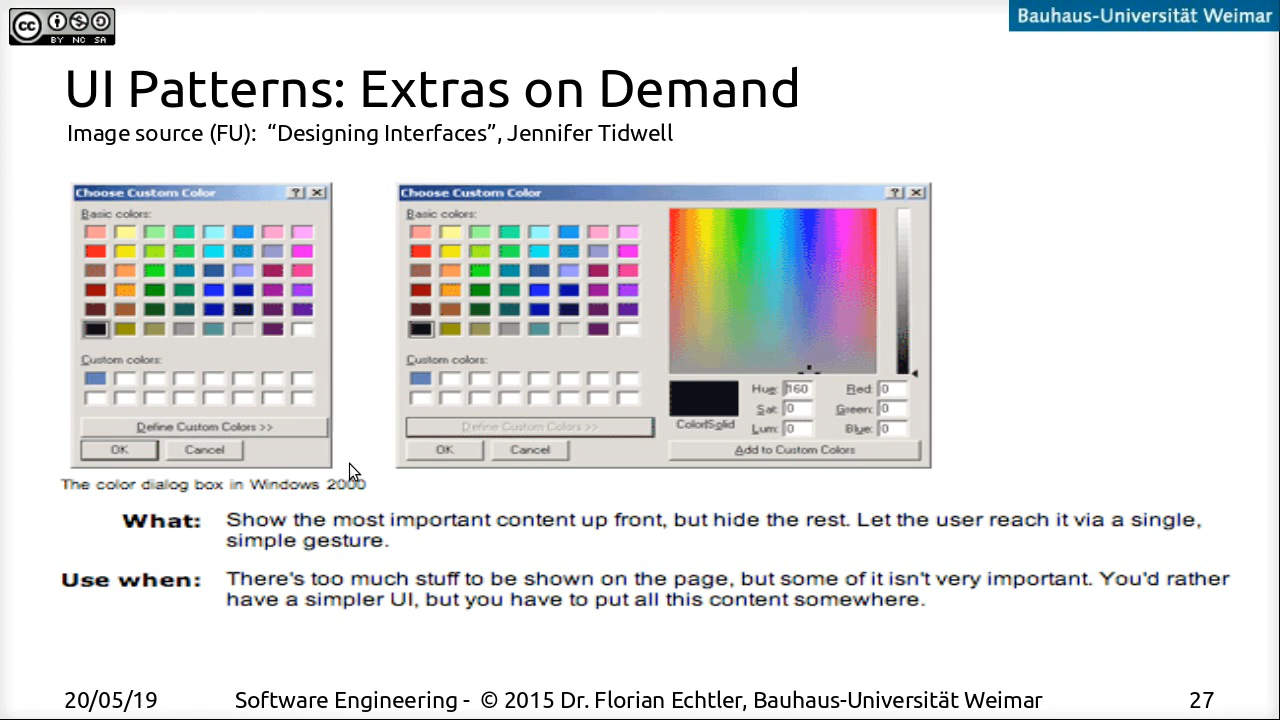 cc BY NC SA
Bauhaus-Universität Weimar
UI Patterns: Extras on Demand
Image source (FU): “Designing Interfaces”, Jennifer Tidwell
Choose Custom Color
Basic colors:
Custom colors:
Define Custom Colors >>
OK Cancel
Choose Custom Color
Basic colors:
Custom colors:
Define Custom Colors >>
OK Cancel
Color|Solid
Hue: 160 Red: 0
Sat: 0 Green: 0
Lum: 0 Blue: 0
Add to Custom Colors
The color dialog box in Windows 2000
What: Show the most important content up front, but hide the rest. Let the user reach it via a single,
simple gesture.
Use when: There's too much stuff to be shown on the page, but some of it isn't very important. You'd rather
have a simpler UI, but you have to put all this content somewhere.
20/05/19 Software Engineering - © 2015 Dr. Florian Echtler, Bauhaus-Universität Weimar 27